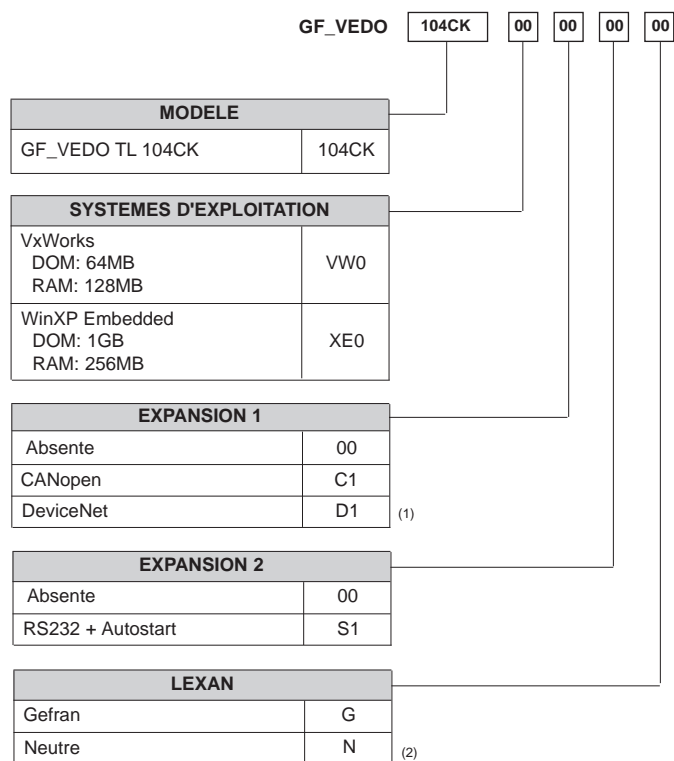 GF_VEDO 104CK 00 00 00 00
MODELE
GF_VEDO TL 104CK 104CK
SYSTEMES D'EXPLOITATION
VxWorks
DOM: 64MB VW0
RAM: 128MB
WinXP Embedded
DOM: 1GB XE0
RAM: 256MB
EXPANSION 1
Absente 00
CANopen C1
DeviceNet D1 (1)
EXPANSION 2
Absente 00
RS232 + Autostart S1
LEXAN
Gefran G
Neutre N (2)